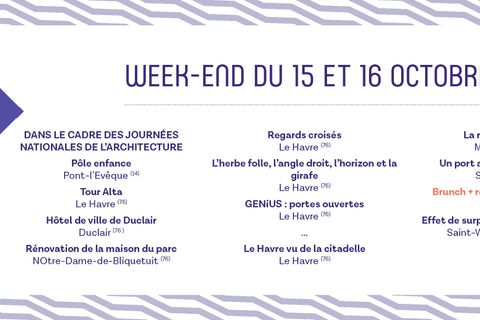 WEEK-END DU 15 ET 16 OCTOBRE
DANS LE CADRE DES JOURNÉES
NATIONALES DE L'ARCHITECTURE
Pôle enfance
Pont-l'Evêque (14)
Tour Alta
Le Havre (76)
Hôtel de ville de Duclair
Duclair (76 )
Rénovation de la maison du parc
NOtre-Dame-de-Bliquetuit (76)
Regards croisés
Le Havre (76)
L'herbe folle, l'angle droit, l'horizon et la
girafe
Le Havre (76)
GENiUS : portes ouvertes
Le Havre (76)
...
Le Havre vu de la citadelle
Le Havre (76)
La
Un port
Brunch +
Effet de